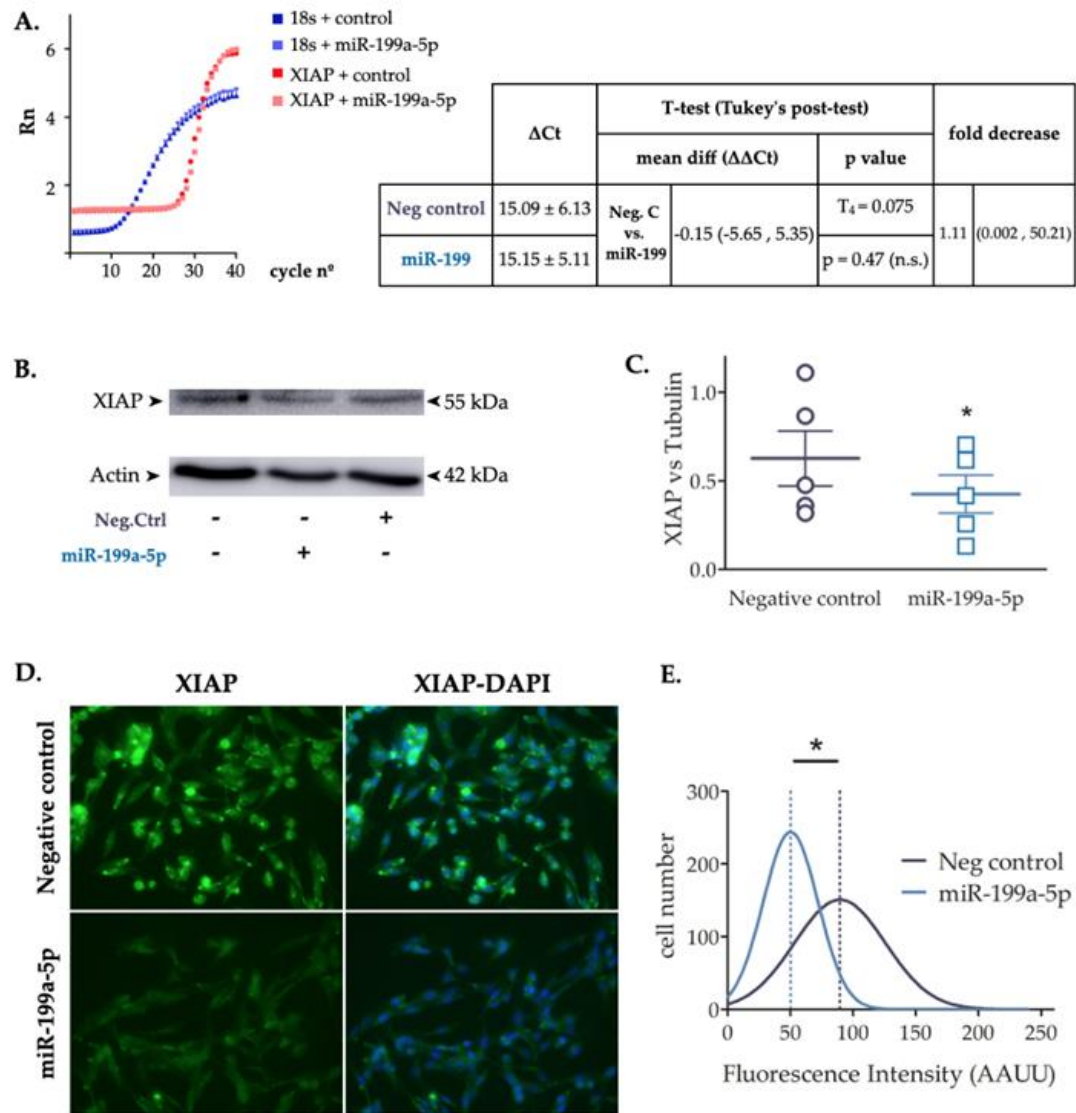 A.
Rn
6
4
2
10
20
30
40
cycle nº
18s + control
18s + miR-199a-5p
XIAP + control
XIAP + miR-199a-5p
ΔCt
T-test (Tukey's post-test)
fold decrease
mean diff (ΔΔCt)
p value
Neg control
15.09 ± 6.13
Neg. C
vs.
miR-199
-0.15 (-5.65 , 5.35)
T4 = 0.075
1.11
(0.002 , 50.21)
miR-199
15.15 ± 5.11
p = 0.47 (n.s.)
B.
XIAP
55 kDa
Actin
42 kDa
Neg.Ctrl
- - +
miR-199a-5p
- + -
C.
XIAP vs Tubulin
1.0
0.5
0.0
*
Negative control
miR-199a-5p
D.
XIAP
XIAP-DAPI
Negative control
miR-199a-5p
E.
*
cell number
300
200
100
0
Neg control
miR-199a-5p
0 50 100 150 200 250
Fluorescence Intensity (AAUU)